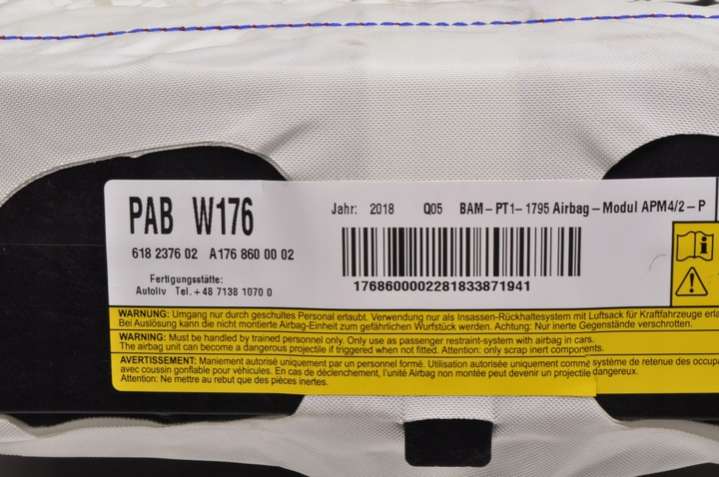 PAB W176
Jahr: 2018 Q05 BAM-PT1-1795 Airbag-Modul APM4/2-P
618 2376 02 A176 860 00 02
Fertigungsstätte:
Autoliv Tel. +48 7138 1070 0
1768600002281833871941
WARNUNG: Umgang nur durch geschultes Personal erlaubt. Verwendung nur als Insassen-Rückhaltesystem mit Luftsack für Kraftfahrzeuge erla
Bei Auslösung kann die nicht montierte Airbag-Einheit zum gefährlichen Wurfstück werden. Achtung: Nur inerte Gegenstände verschrotten.
WARNING: Must be handled by trained personnel only. Only use as passenger restraint-system with airbag in cars.
The airbag unit can become a dangerous projectile if triggered when not fitted. Attention: only scrap inert components.
AVERTISSEMENT: Maniement autorisé uniquement par un personnel formé. Utilisation autorisée uniquement comme système de retenue des occupa
avec coussin gonflable pour véhicules. En cas de déclenchement, l'unité Airbag non montée peut devenir un projectile dangereux.
Attention: Ne mettre au rebut que des pièces inertes.